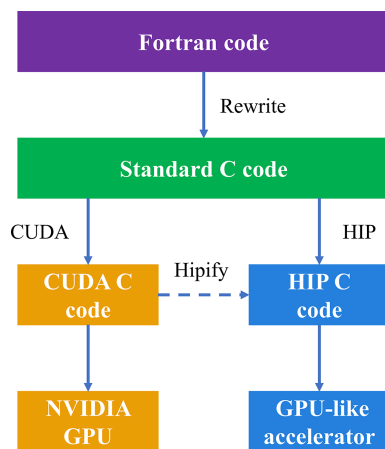 Fortran code
Rewrite
Standard C code
CUDA
HIP
CUDA C
code
Hipify
HIP C
code
NVIDIA
GPU
GPU-like
accelerator